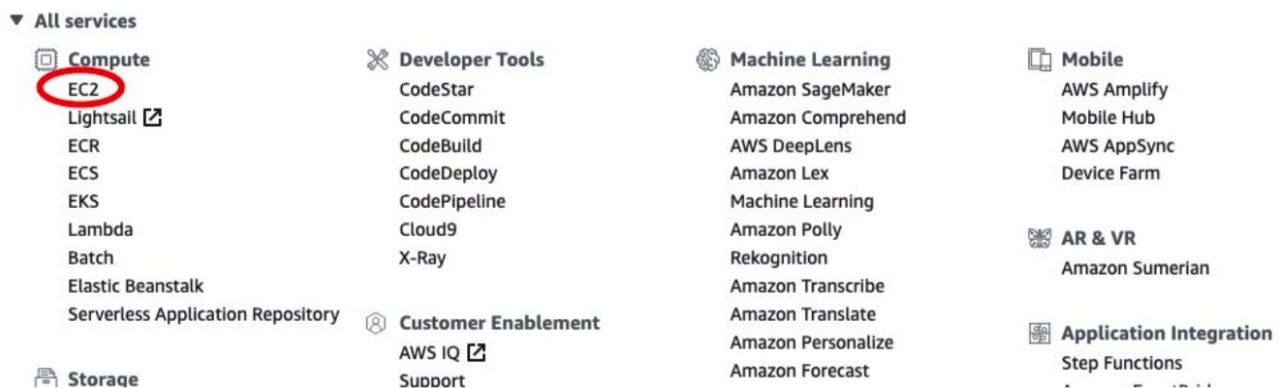 All services
Compute
EC2
Lightsail
ECR
ECS
EKS
Lambda
Batch
Elastic Beanstalk
Serverless Application Repository
Storage
Developer Tools
CodeStar
CodeCommit
CodeBuild
CodeDeploy
CodePipeline
Cloud9
X-Ray
Customer Enablement
AWS IQ
Support
Machine Learning
Amazon SageMaker
Amazon Comprehend
AWS DeepLens
Amazon Lex
Machine Learning
Amazon Polly
Rekognition
Amazon Transcribe
Amazon Translate
Amazon Personalize
Amazon Forecast
Mobile
AWS Amplify
Mobile Hub
AWS AppSync
Device Farm
AR & VR
Amazon Sumerian
Application Integration
Step Functions